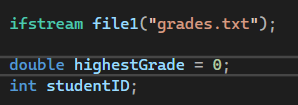 ifstream file1("grades.txt");
double highestGrade = 0;
int studentID;